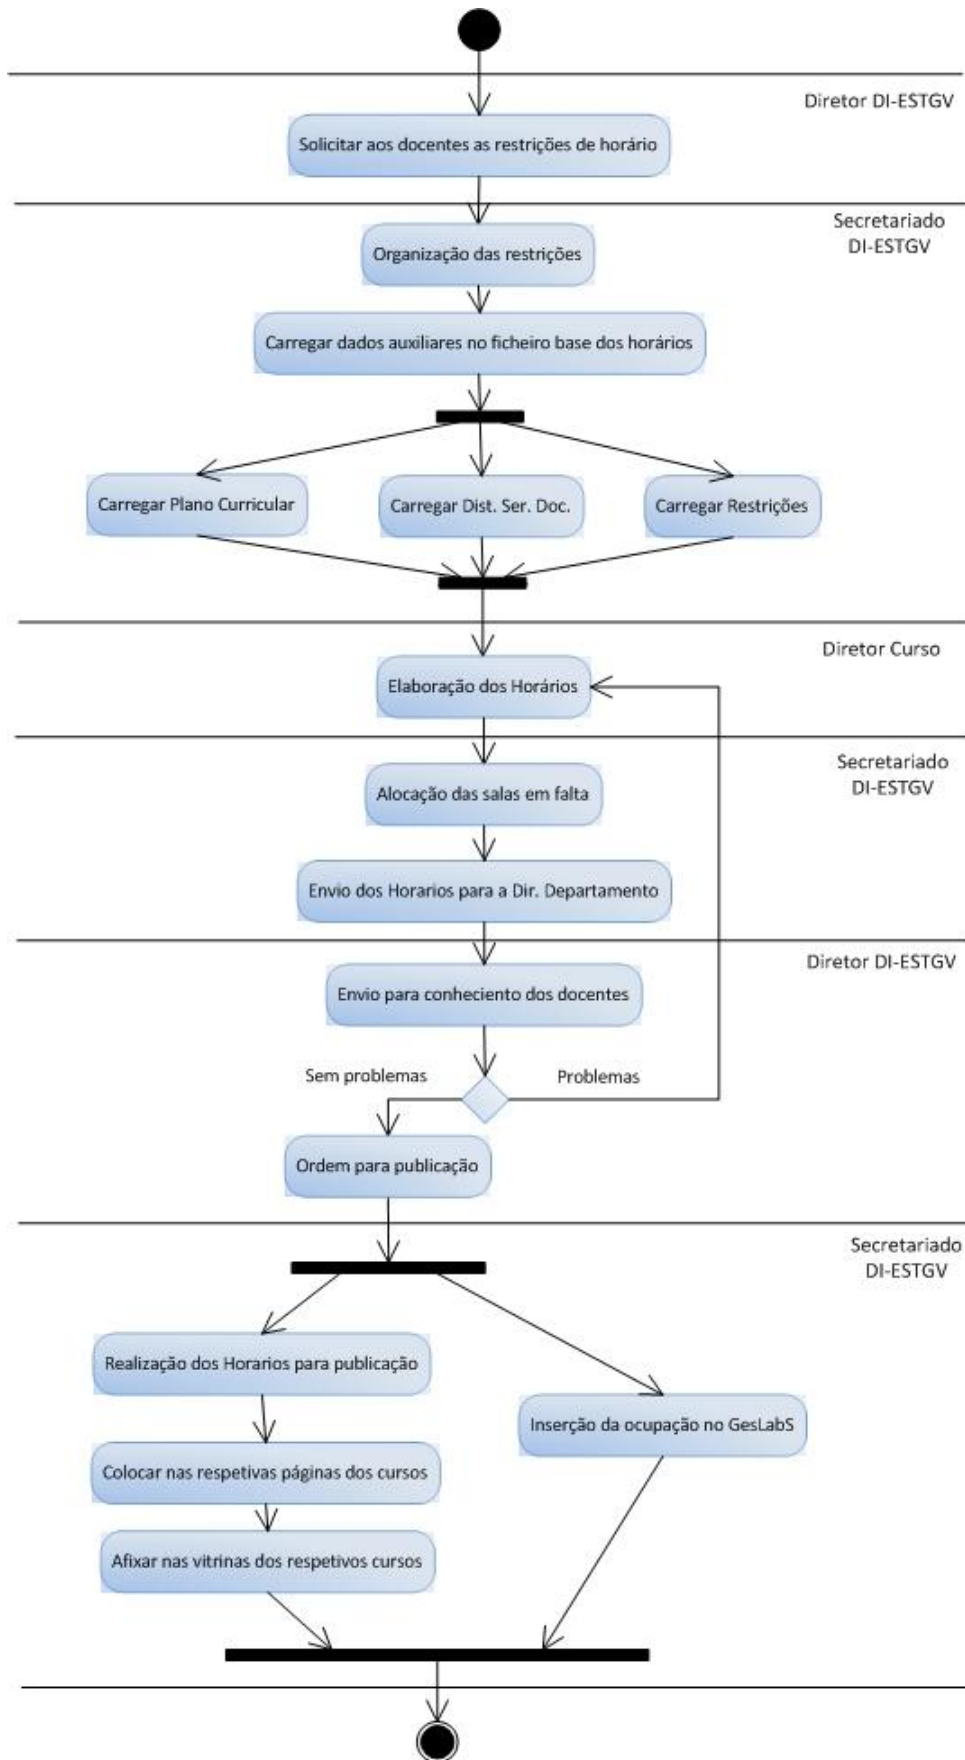 Diretor DI-ESTGV
Solicitar aos docentes as restrições de horário
Secretariado
DI-ESTGV
Organização das restrições
Carregar dados auxiliares no ficheiro base dos horários
Carregar Plano Curricular
Carregar Dist. Ser. Doc.
Carregar Restrições
Diretor Curso
Elaboração dos Horários
Secretariado
DI-ESTGV
Alocação das salas em falta
Envio dos Horarios para a Dir. Departamento
Diretor DI-ESTGV
Envio para conheciento dos docentes
Sem problemas
Problemas
Ordem para publicação
Secretariado
DI-ESTGV
Realização dos Horarios para publicação
Inserção da ocupação no GesLabS
Colocar nas respetivas páginas dos cursos
Afixar nas vitrinas dos respetivos cursos